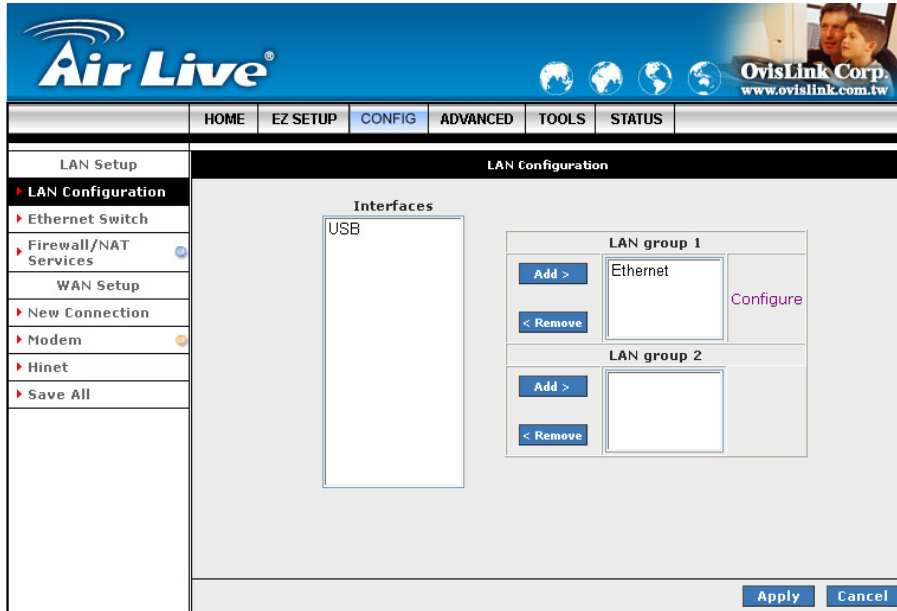 Air Live®
OvisLink Corp.
www.ovislink.com.tw
HOME EZ SETUP CONFIG ADVANCED TOOLS STATUS
LAN Setup
LAN Configuration
Ethernet Switch
Firewall/NAT
Services
WAN Setup
New Connection
Modem
Hinet
Save All
LAN Configuration
Interfaces
USB
LAN group 1
Add >
Ethernet
Configure
< Remove
LAN group 2
Add >
< Remove
Apply Cancel